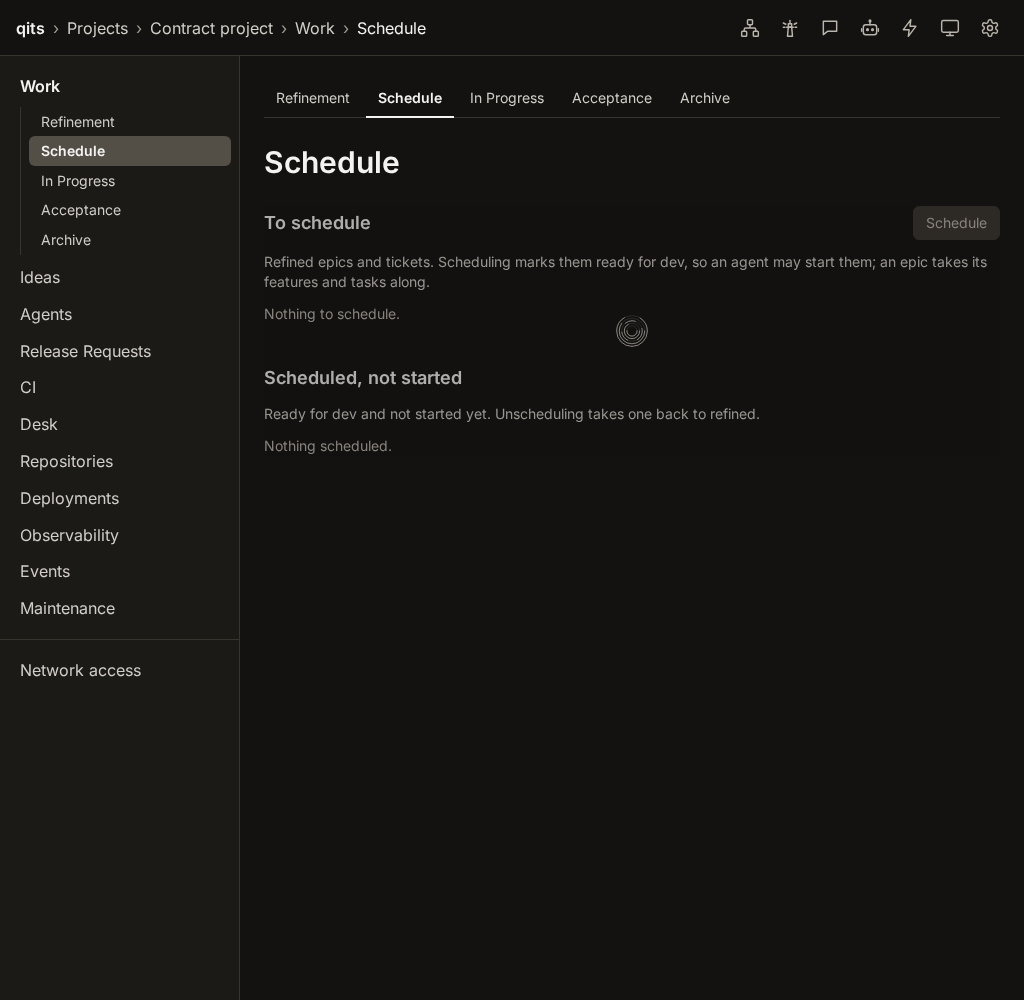 qits › Projects › Contract project › Work › Schedule
Work
Refinement
Schedule
In Progress
Acceptance
Archive
Ideas
Agents
Release Requests
CI
Desk
Repositories
Deployments
Observability
Events
Maintenance
Network access
Refinement Schedule In Progress Acceptance Archive
Schedule
To schedule
Schedule
Refined epics and tickets. Scheduling marks them ready for dev, so an agent may start them; an epic takes its
features and tasks along.
Nothing to schedule.
Scheduled, not started
Ready for dev and not started yet. Unscheduling takes one back to refined.
Nothing scheduled.